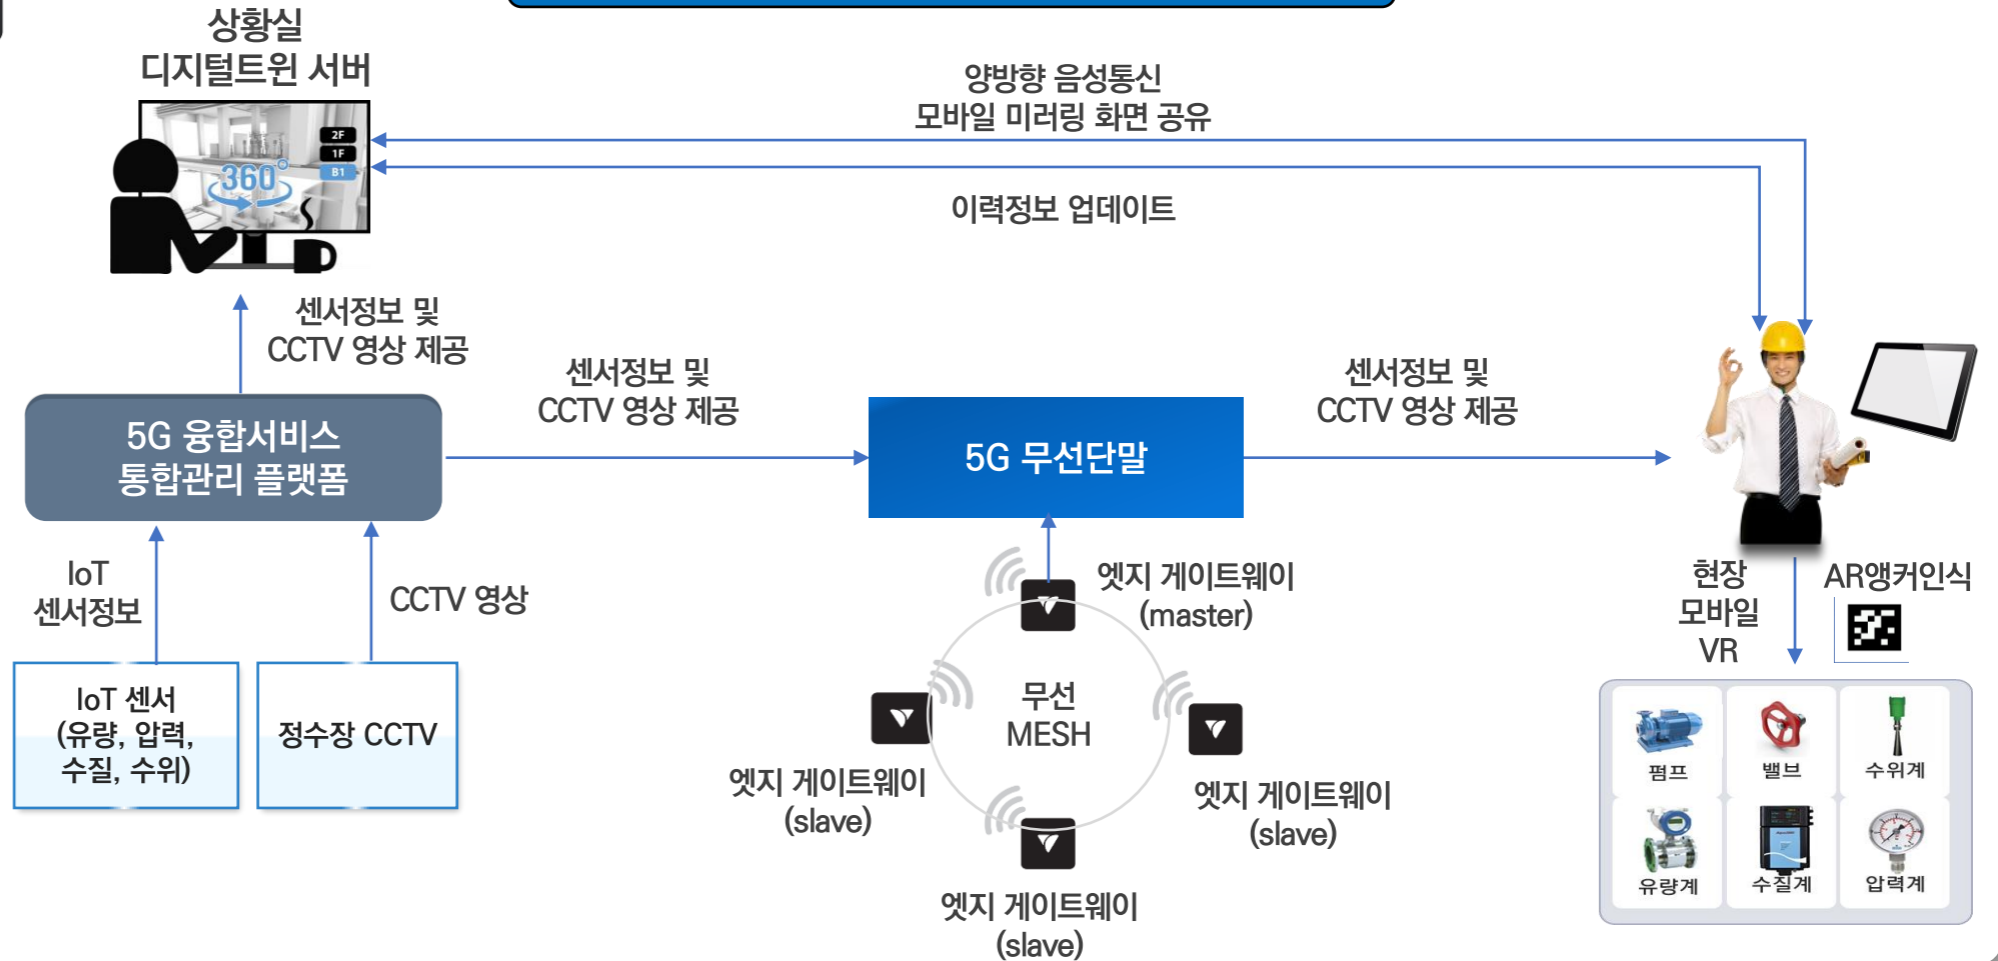 상황실
디지털트윈 서버
2F
1F
B1
360°
양방향 음성통신
모바일 미러링 화면 공유
이력정보 업데이트
센서정보 및
CCTV 영상 제공
센서정보 및
CCTV 영상 제공
센서정보 및
CCTV 영상 제공
5G 융합서비스
통합관리 플랫폼
5G 무선단말
IoT
센서정보
CCTV 영상
IoT 센서
(유량, 압력,
수질, 수위)
정수장 CCTV
엣지 게이트웨이
(master)
무선
MESH
엣지 게이트웨이
(slave)
엣지 게이트웨이
(slave)
엣지 게이트웨이
(slave)
현장
모바일
VR
AR앵커인식
펌프
밸브
수위계
유량계
수질계
압력계